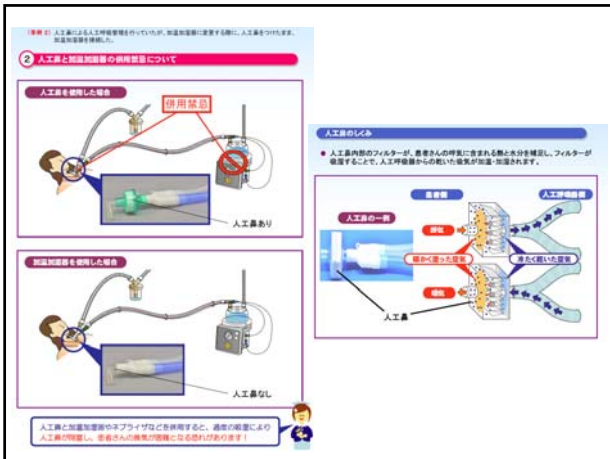 （事例 2） 人工鼻による人工呼吸管理を行っていたが、加温加湿器に変更する際に、人工鼻をつけたまま、
加温加湿器を接続した。
2 人工鼻と加温加湿器の併用禁忌について
人工鼻を使用した場合
併用禁忌
人工鼻あり
加温加湿器を使用した場合
人工鼻なし
人工鼻と加温加湿器やネブライザなどを併用すると、過度の吸湿により
人工鼻が閉塞し、患者さんの換気が困難となる恐れがあります！
人工鼻のしくみ
● 人工鼻内部のフィルターが、患者さんの呼気に含まれる熱と水分を補足し、フィルターが
吸湿することで、人工呼吸器からの乾いた吸気が加温・加湿されます。
患者側
人工呼吸器側
人工鼻の一例
呼気
暖かく湿った空気
冷たく乾いた空気
吸気
人工鼻